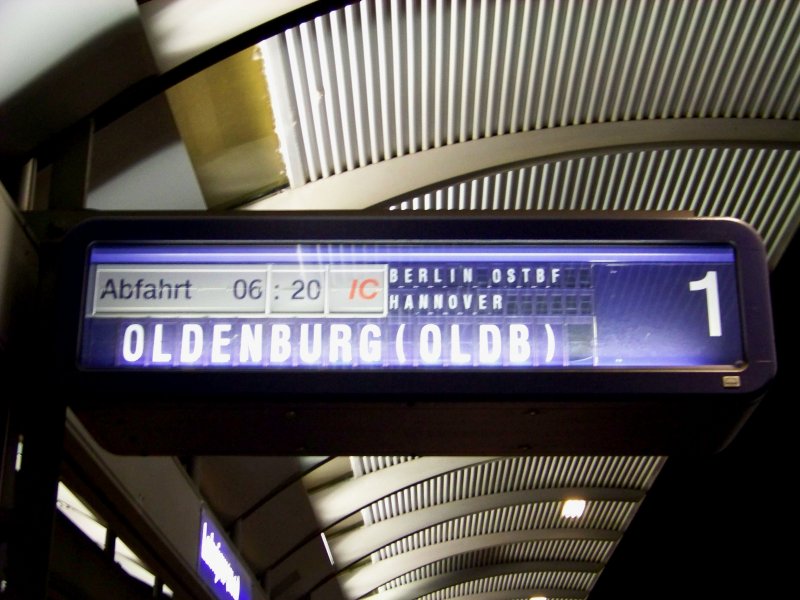 Abfahrt 06:20 IC BERLIN OSTBF 1
HANNOVER
OLDENBURG(OLDB)